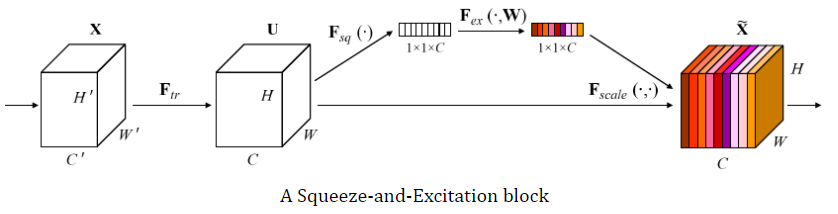 X
U
F_sq (·)
F_ex (·,W)
X̃
1×1×C
1×1×C
H'
F_tr
H
F_scale (·,·)
H
W'
W
W
C'
C
C
A Squeeze-and-Excitation block